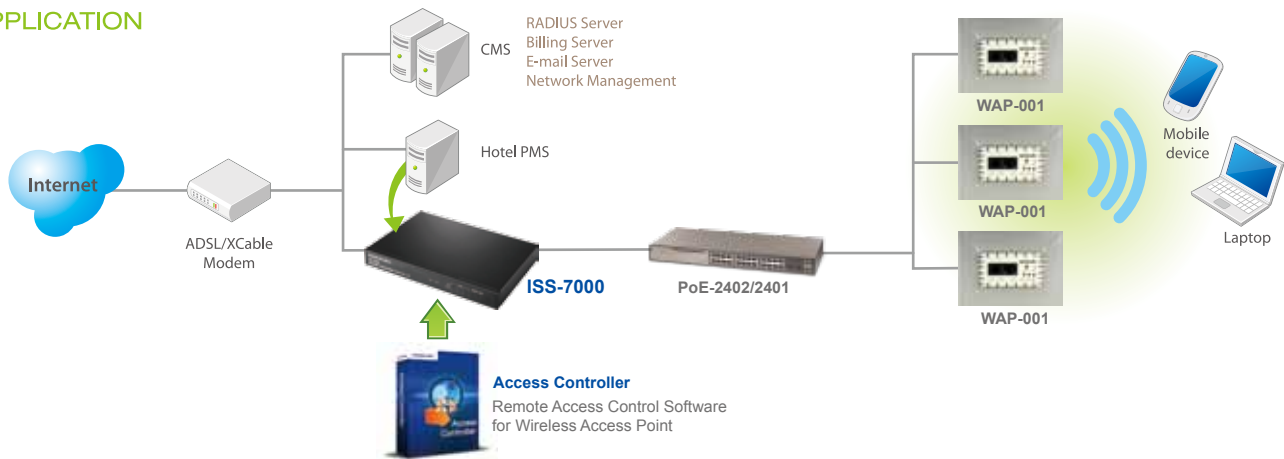 PPLICATION
RADIUS Server
Billing Server
E-mail Server
Network Management
CMS
Hotel PMS
Internet
ADSL/XCable
Modem
ISS-7000
PoE-2402/2401
WAP-001
WAP-001
WAP-001
Mobile
device
Laptop
Access
Controller
Access Controller
Remote Access Control Software
for Wireless Access Point